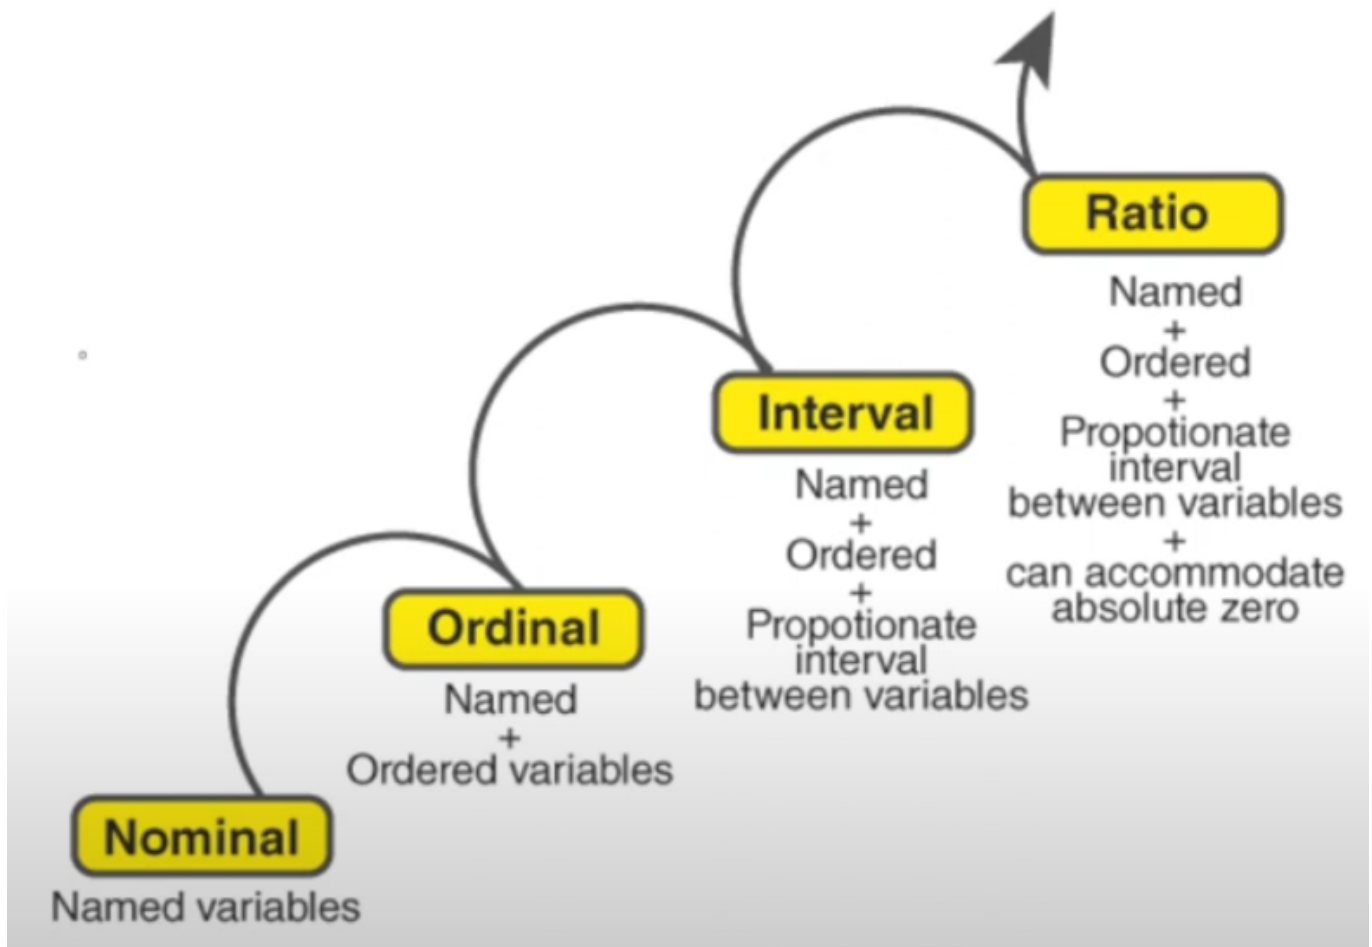 Nominal
Named variables
Ordinal
Named
+
Ordered variables
Interval
Named
+
Ordered
+
Propotionate
interval
between variables
Ratio
Named
+
Ordered
+
Propotionate
interval
between variables
+
can accommodate
absolute zero